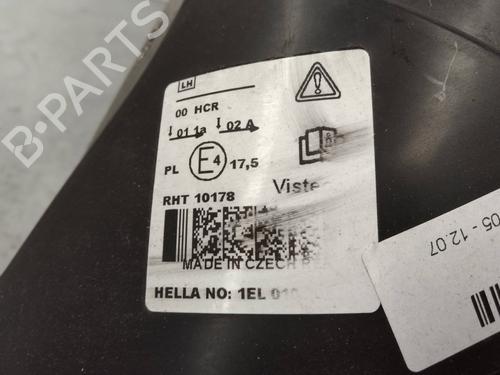 B-PARTS
LH
00 HCR
01 1a 02 A
PL E4 17,5
RHT 10178
MADE IN CZECH
HELLA NO: 1EL
05 - 12.07